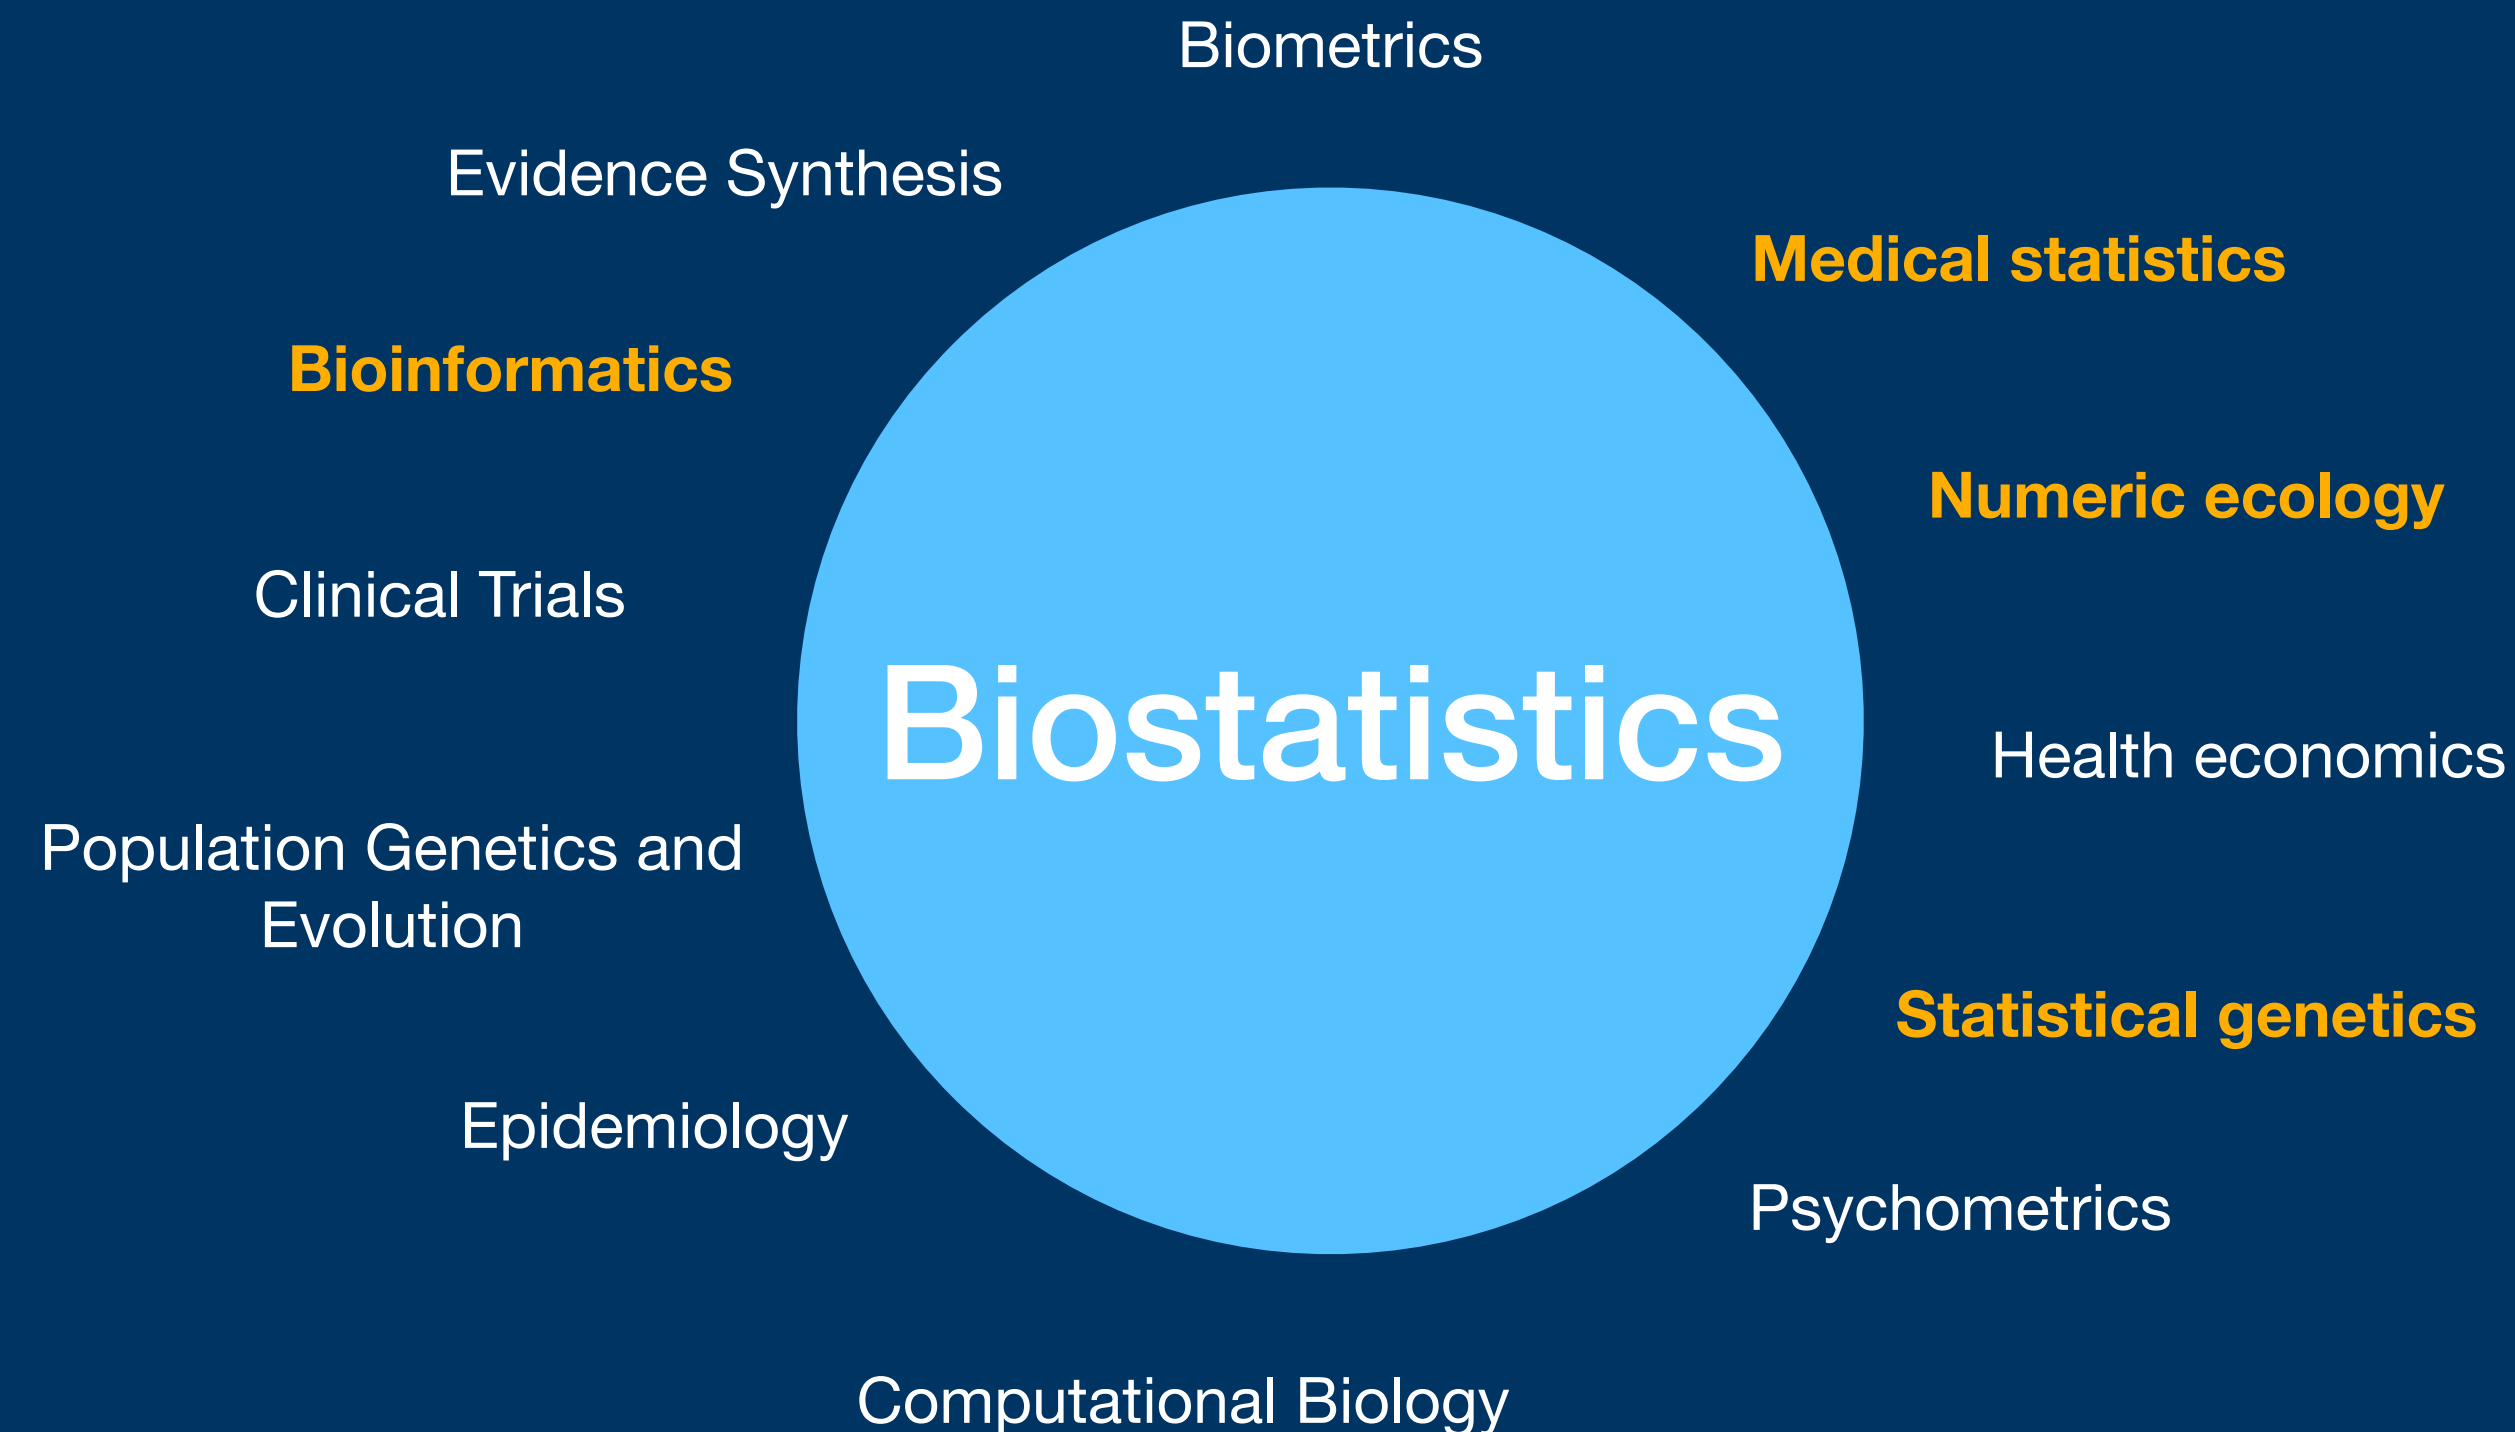 Biometrics
Evidence Synthesis
Medical statistics
Bioinformatics
Numeric ecology
Clinical Trials
Biostatistics
Health economics
Population Genetics and
Evolution
Statistical genetics
Epidemiology
Psychometrics
Computational Biology